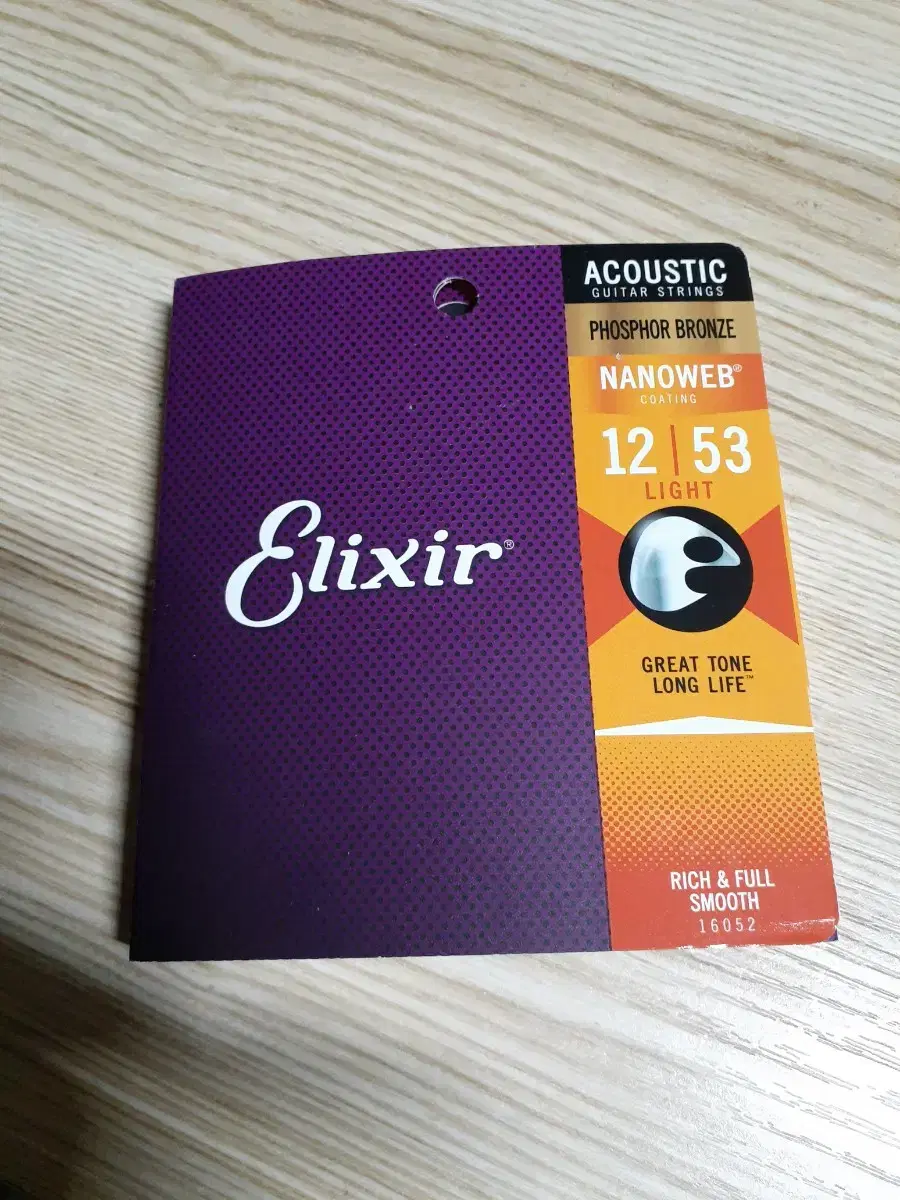 Elixir®
ACOUSTIC
GUITAR STRINGS
PHOSPHOR BRONZE
NANOWEB®
COATING
12 | 53
LIGHT
GREAT TONE
LONG LIFE™
RICH & FULL
SMOOTH
16052